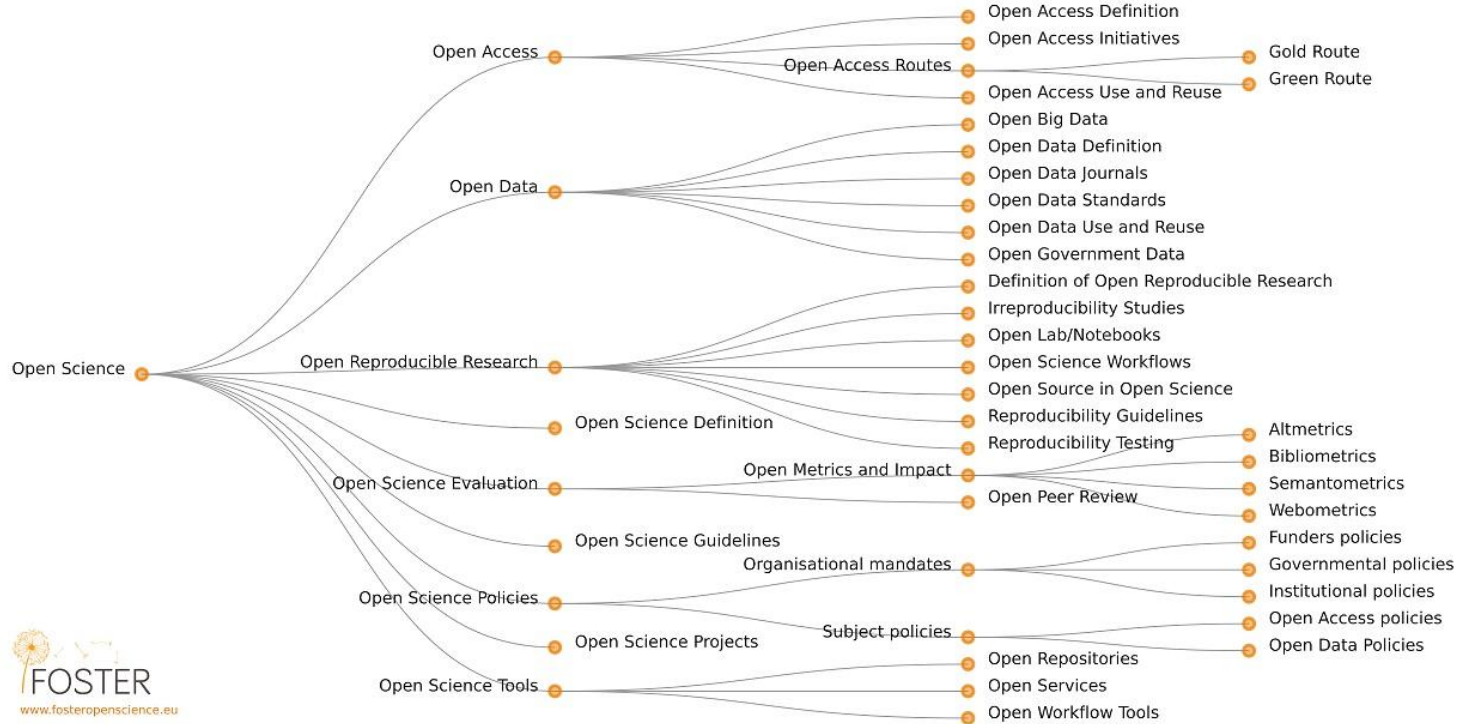 Open Access Definition
Open Access
Open Access Initiatives
Open Access Routes
Gold Route
Green Route
Open Access Use and Reuse
Open Big Data
Open Data Definition
Open Data
Open Data Journals
Open Data Standards
Open Data Use and Reuse
Open Government Data
Definition of Open Reproducible Research
Irreproducibility Studies
Open Lab/Notebooks
Open Science
Open Reproducible Research
Open Science Workflows
Open Source in Open Science
Reproducibility Guidelines
Open Science Definition
Reproducibility Testing
Altmetrics
Bibliometrics
Open Metrics and Impact
Open Science Evaluation
Semantometrics
Open Peer Review
Webometrics
Open Science Guidelines
Funders policies
Organisational mandates
Governmental policies
Institutional policies
Open Science Policies
Open Access policies
Subject policies
Open Science Projects
Open Data Policies
Open Repositories
Open Science Tools
Open Services
Open Workflow Tools
FOSTER
www.fosteropenscience.eu